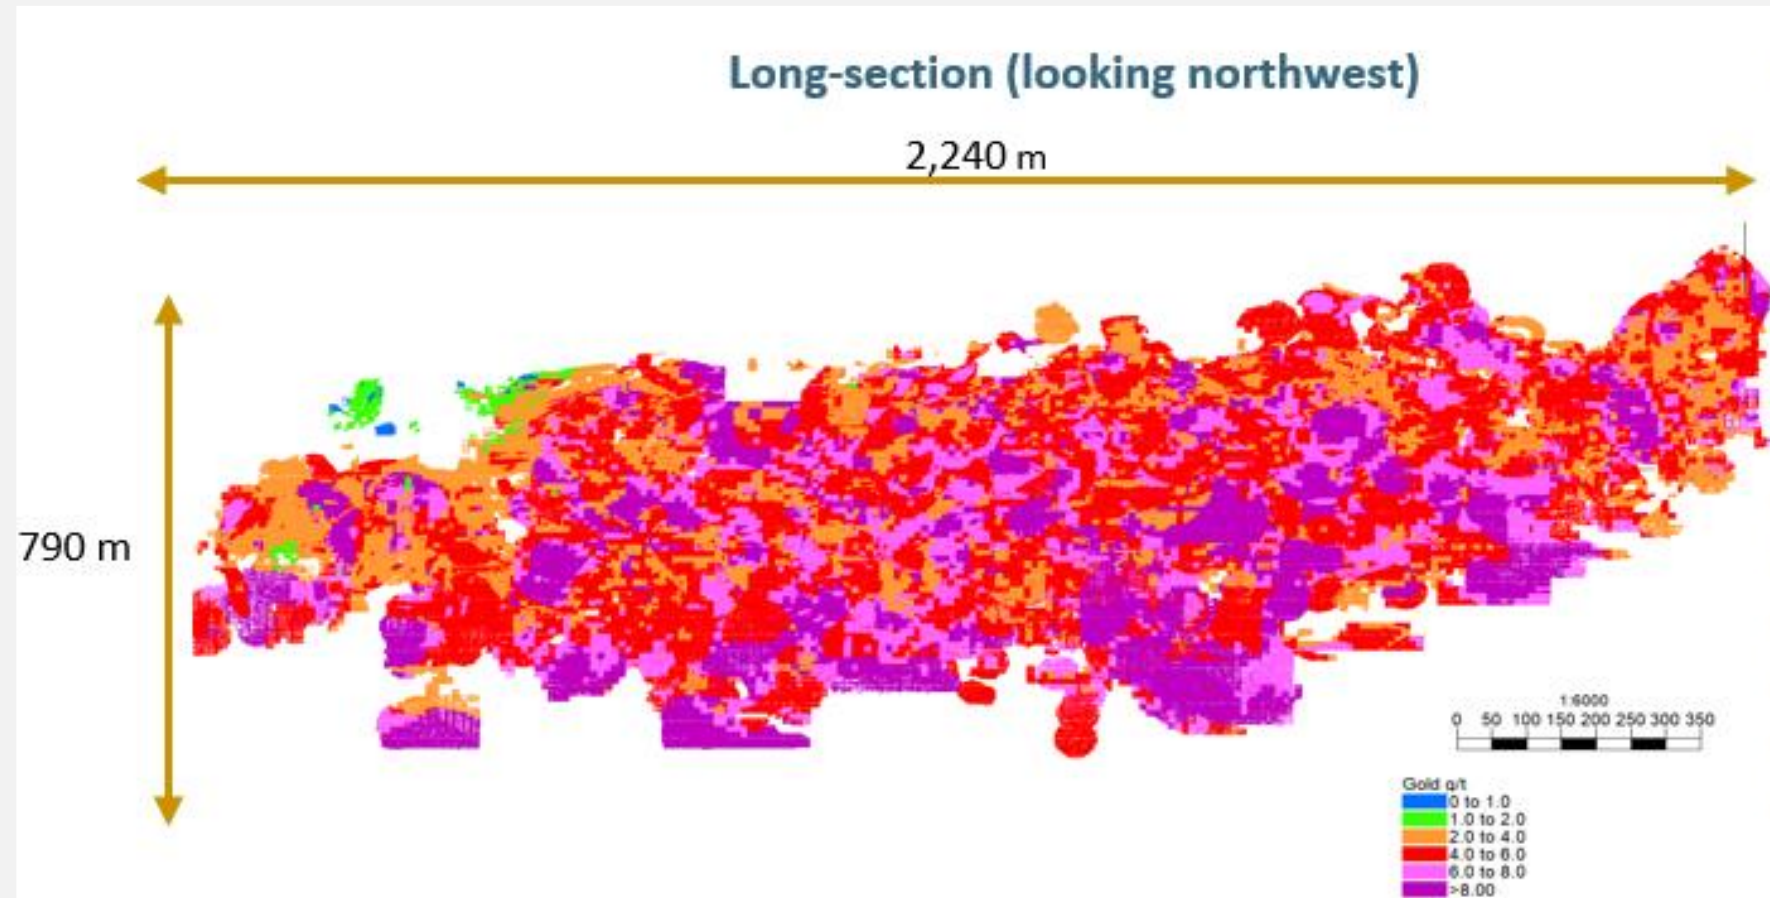 Long-section (looking northwest)
2,240 m
790 m
1:6000
0 50 100 150 200 250 300 350
Gold g/t
0 to 1.0
1.0 to 2.0
2.0 to 4.0
4.0 to 6.0
6.0 to 8.0
>8.00